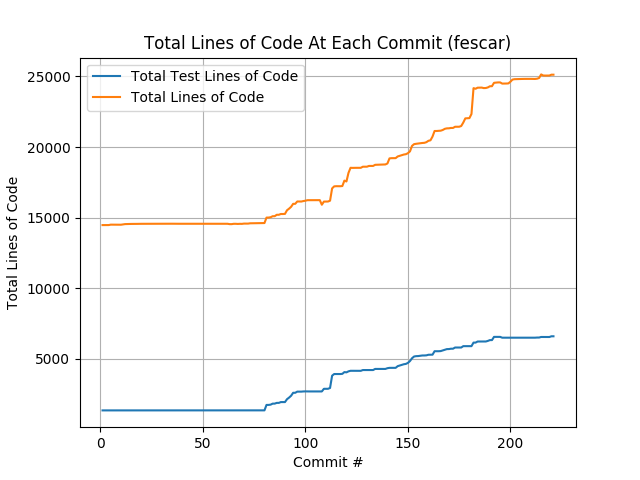 Total Lines of Code At Each Commit (fescar)
Total Test Lines of Code
Total Lines of Code
Total Lines of Code
25000
20000
15000
10000
5000
0 50 100 150 200
Commit #